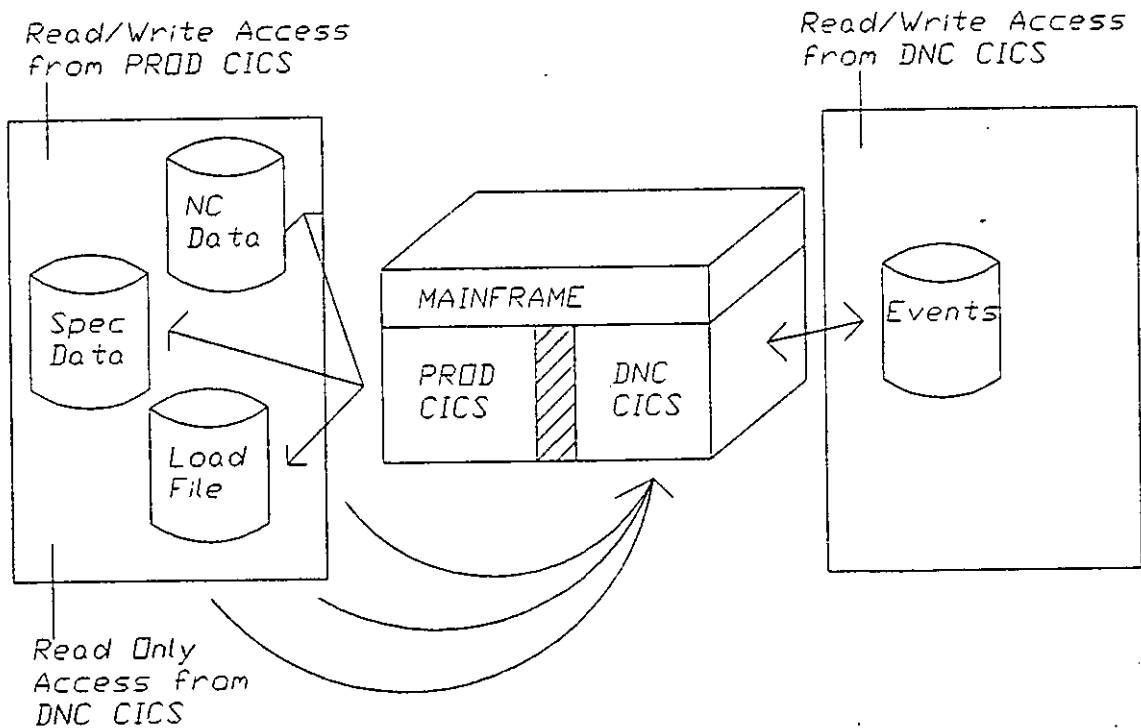 Read/Write Access
from PROD CICS
Read/Write Access
from DNC CICS
NC
Data
Spec
Data
Load
File
MAINFRAME
PROD
CICS
DNC
CICS
Events
Read Only
Access from
DNC CICS